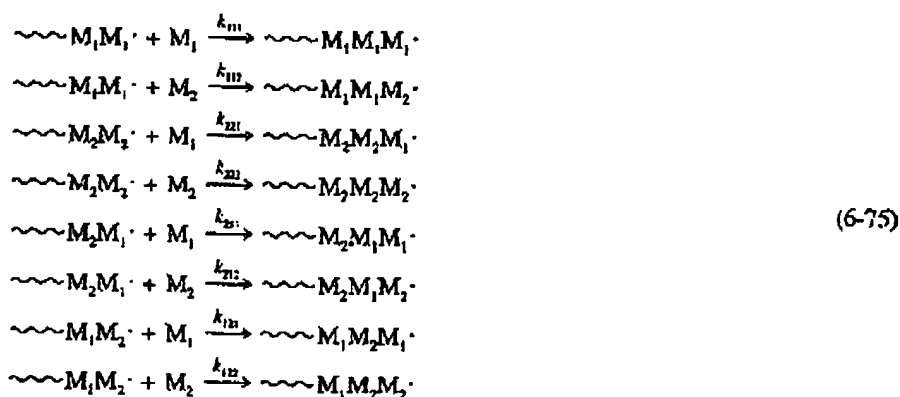 ~~~M₁M₁· + M₁ —k₁₁₁→ ~~~M₁M₁M₁·
~~~M₁M₁· + M₂ —k₁₁₂→ ~~~M₁M₁M₂·
~~~M₂M₂· + M₁ —k₂₂₁→ ~~~M₂M₂M₁·
~~~M₂M₂· + M₂ —k₂₂₂→ ~~~M₂M₂M₂·
~~~M₂M₁· + M₁ —k₂₁₁→ ~~~M₂M₁M₁·
(6-75)
~~~M₂M₁· + M₂ —k₂₁₂→ ~~~M₂M₁M₂·
~~~M₁M₂· + M₁ —k₁₂₁→ ~~~M₁M₂M₁·
~~~M₁M₂· + M₂ —k₁₂₂→ ~~~M₁M₂M₂·